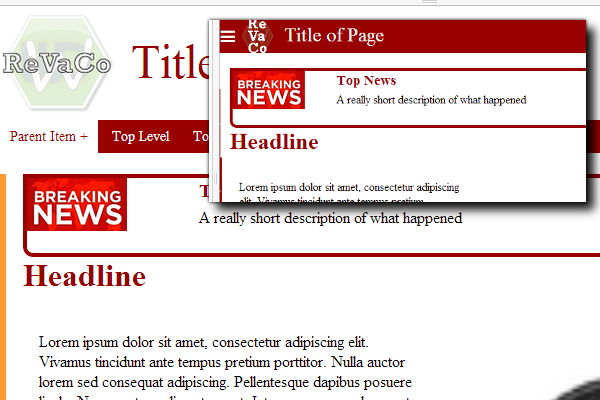 ReVaCo
Title
Parent Item +
Top Level
BREAKING
NEWS
A really short description of what happened
Headline
Lorem ipsum dolor sit amet, consectetur adipiscing elit.
Vivamus tincidunt ante tempus pretium porttitor. Nulla auctor
lorem sed consequat adipiscing. Pellentesque dapibus posuere
ReVaCo
Title of Page
BREAKING
NEWS
Top News
A really short description of what happened
Headline
Lorem ipsum dolor sit amet, consectetur adipiscing
elit. Vivamus tincidunt ante tempus pretium